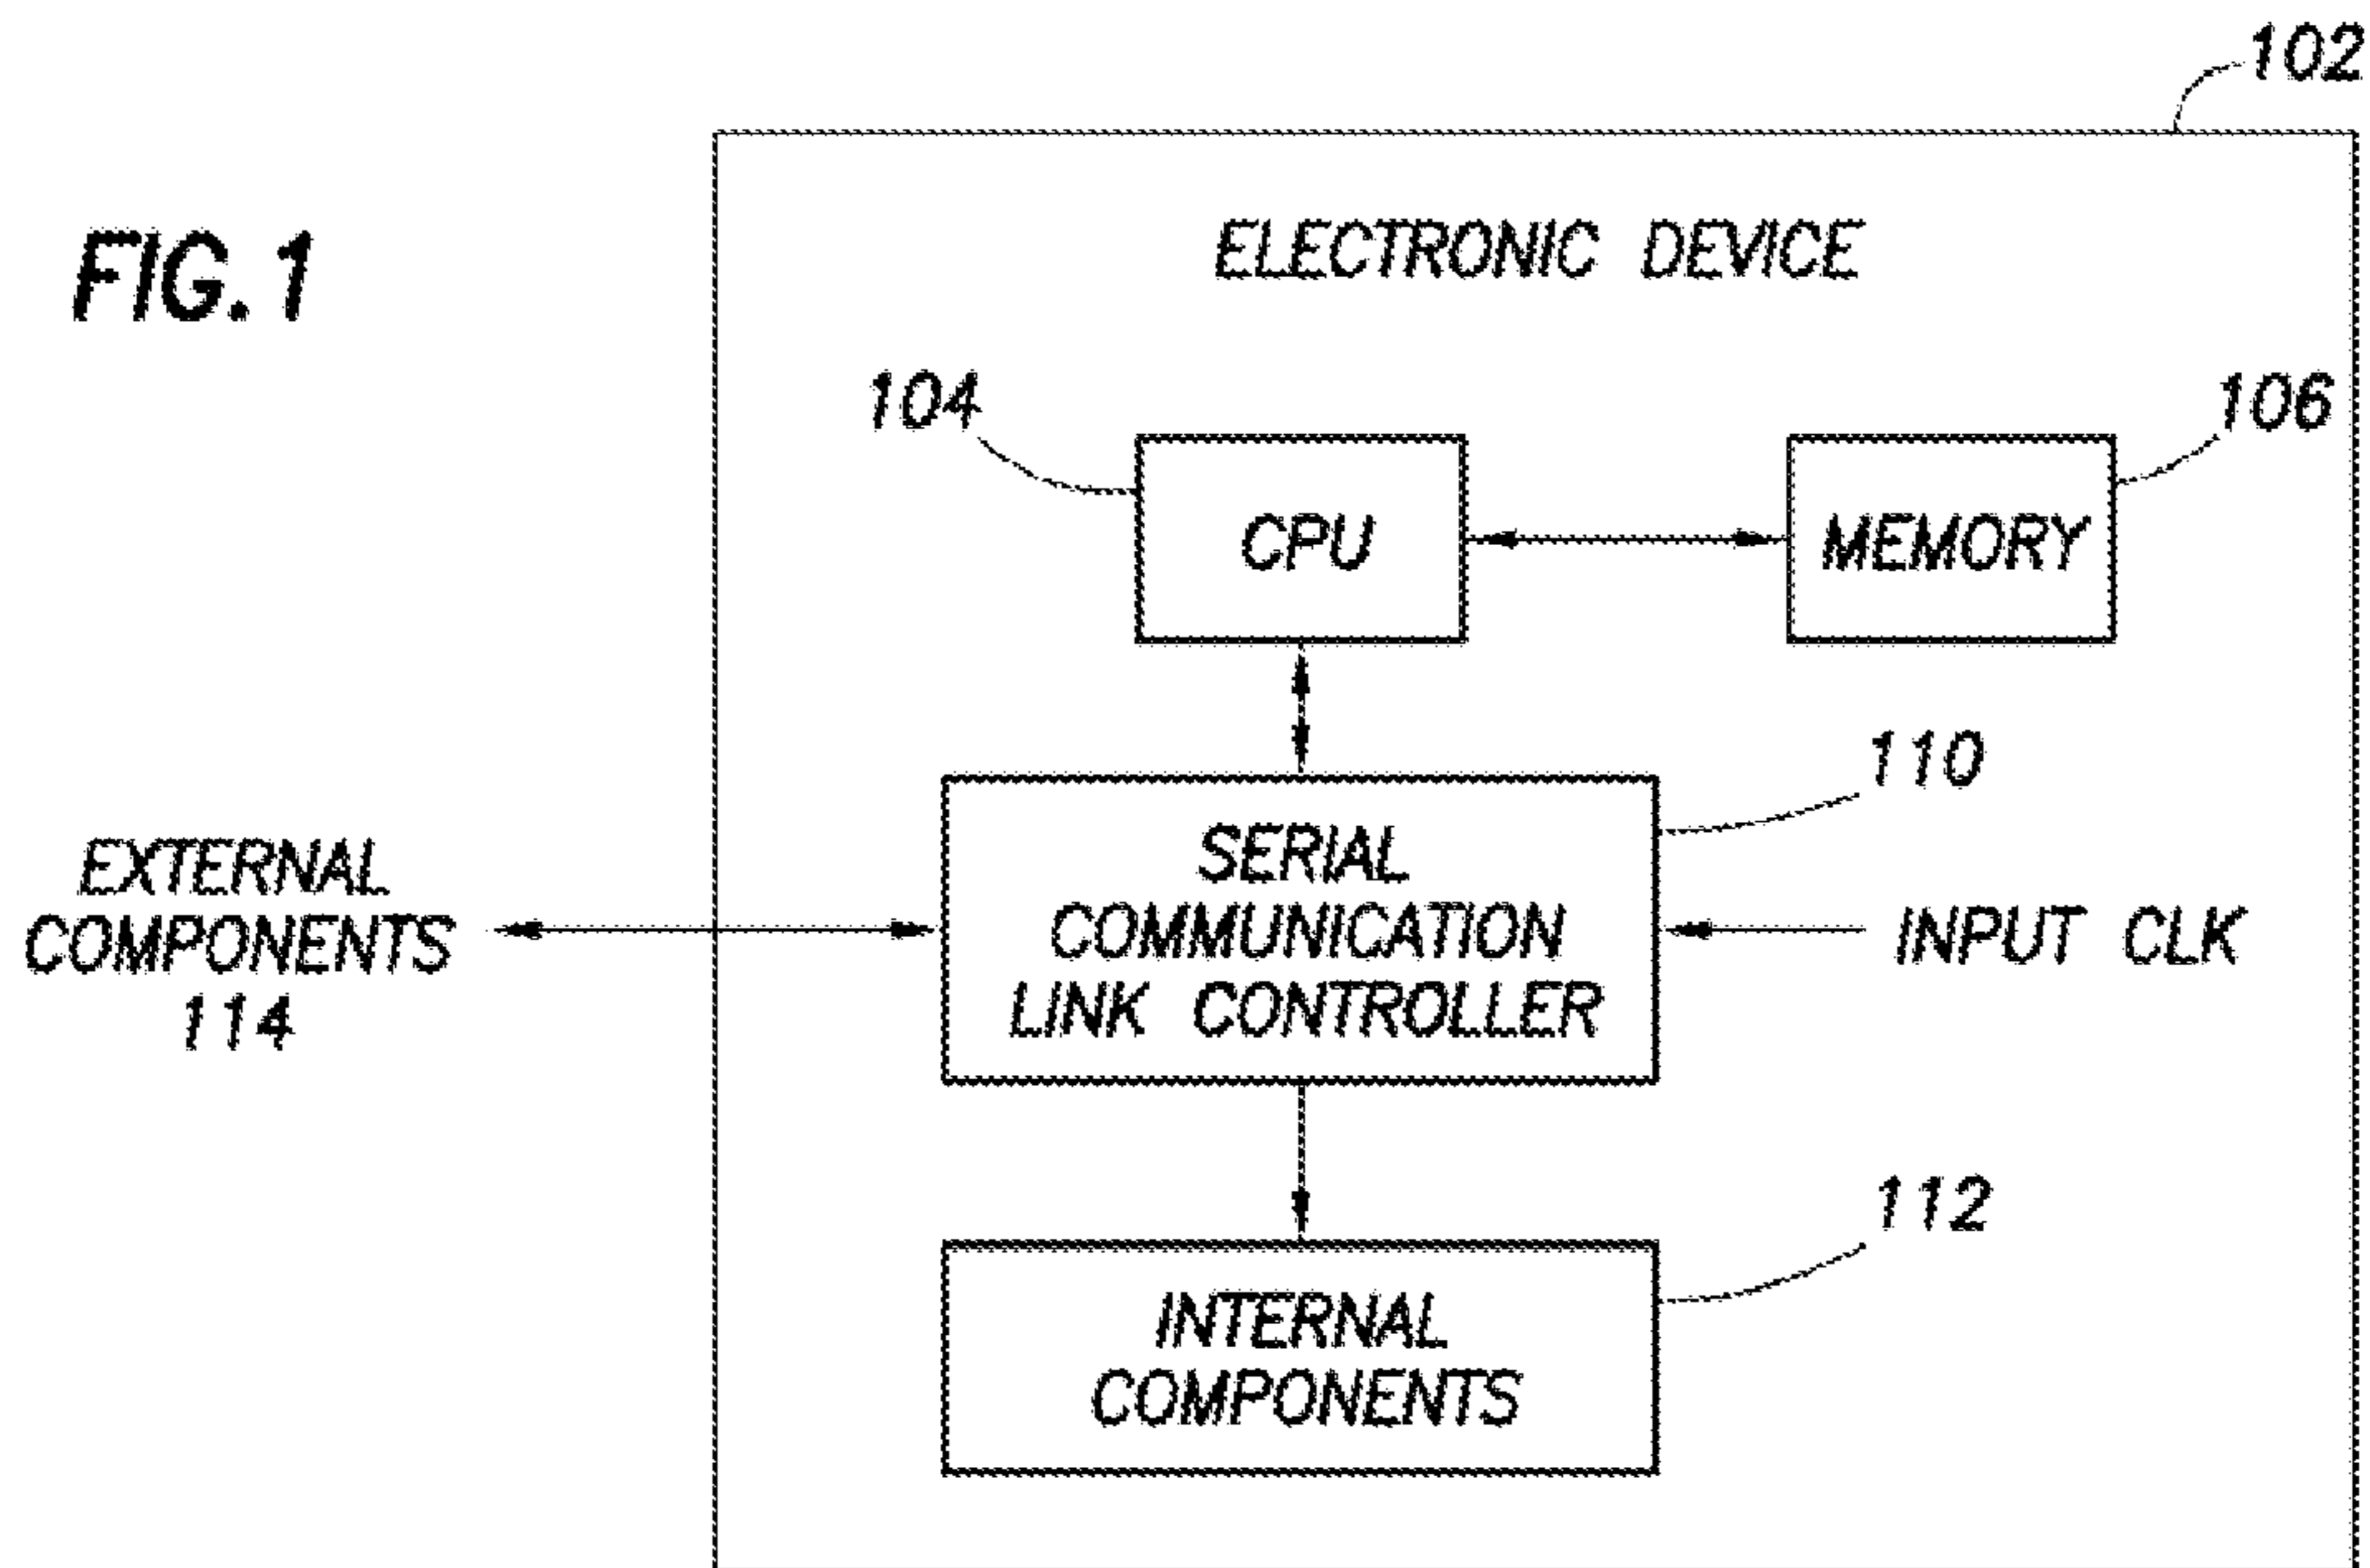 102
FIG. 1
ELECTRONIC DEVICE
104
106
CPU
MEMORY
110
SERIAL
COMMUNICATION
LINK CONTROLLER
EXTERNAL
COMPONENTS
114
INPUT CLK
112
INTERNAL
COMPONENTS